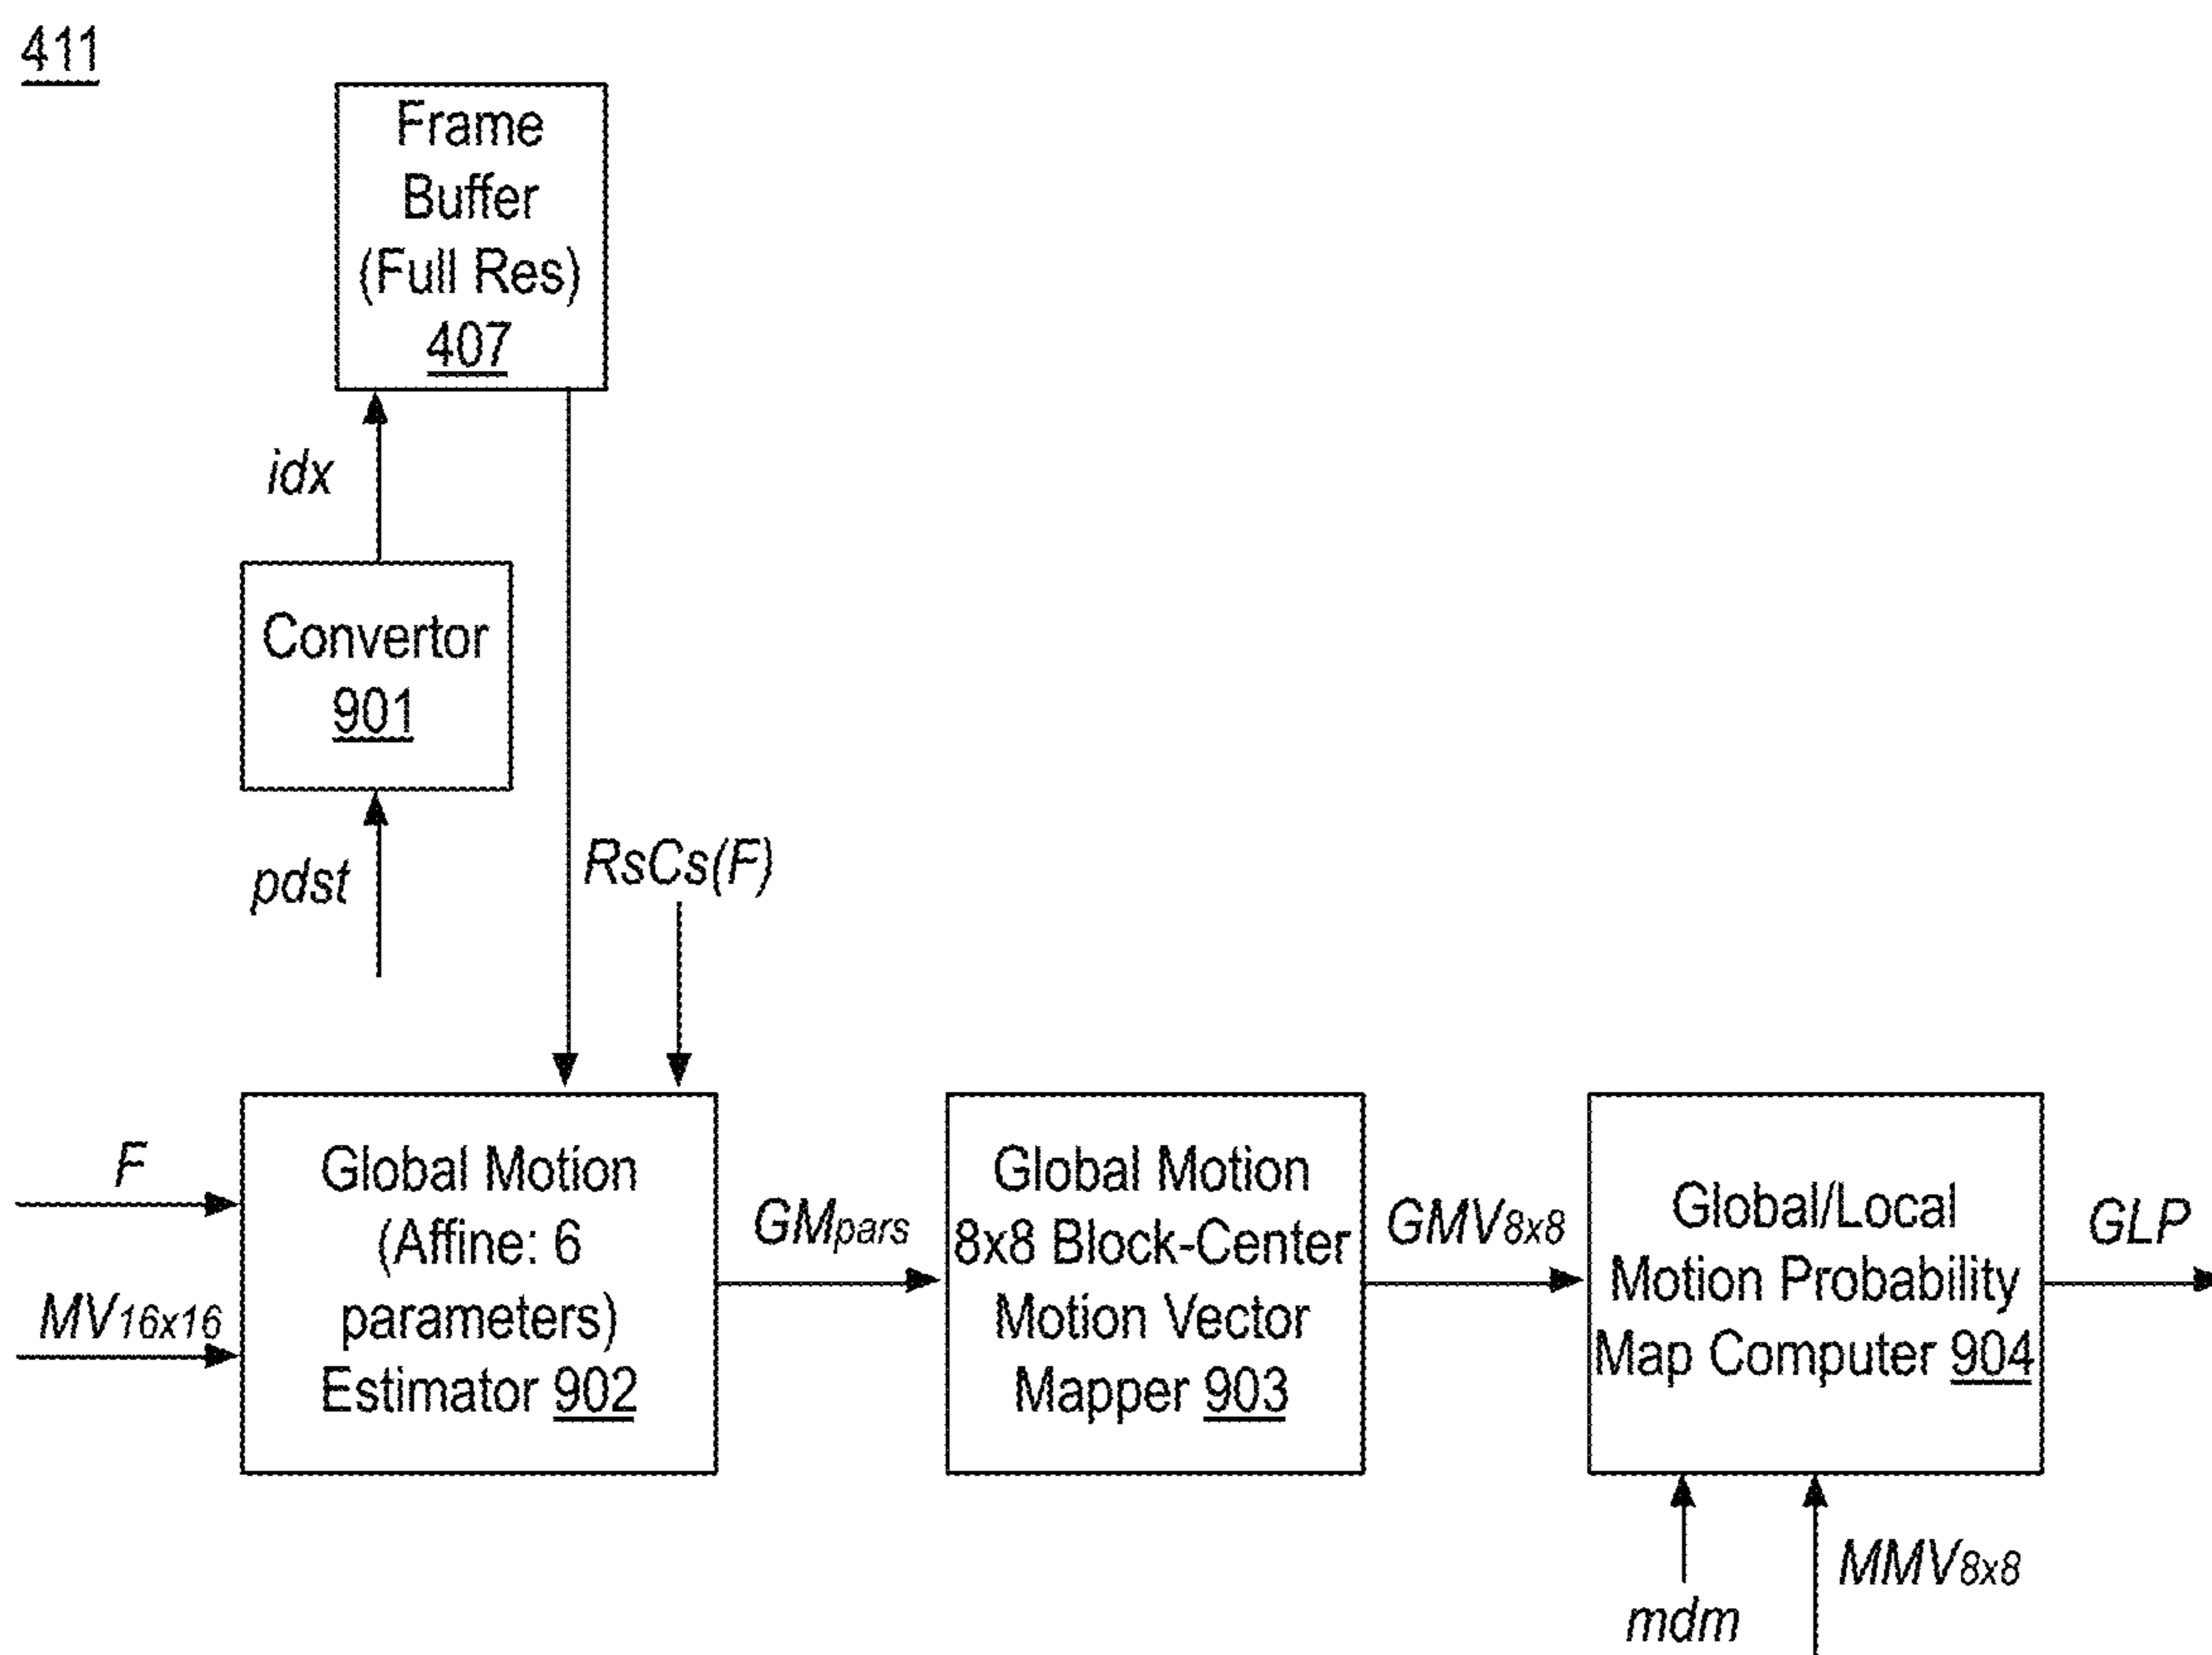 411
Frame
Buffer
(Full Res)
407
idx
Convertor
901
pdst
RsCs(F)
F
MV16x16
Global Motion
(Affine: 6
parameters)
Estimator 902
GMpars
Global Motion
8x8 Block-Center
Motion Vector
Mapper 903
GMV8x8
Global/Local
Motion Probability
Map Computer 904
GLP
mdm
MMV8x8